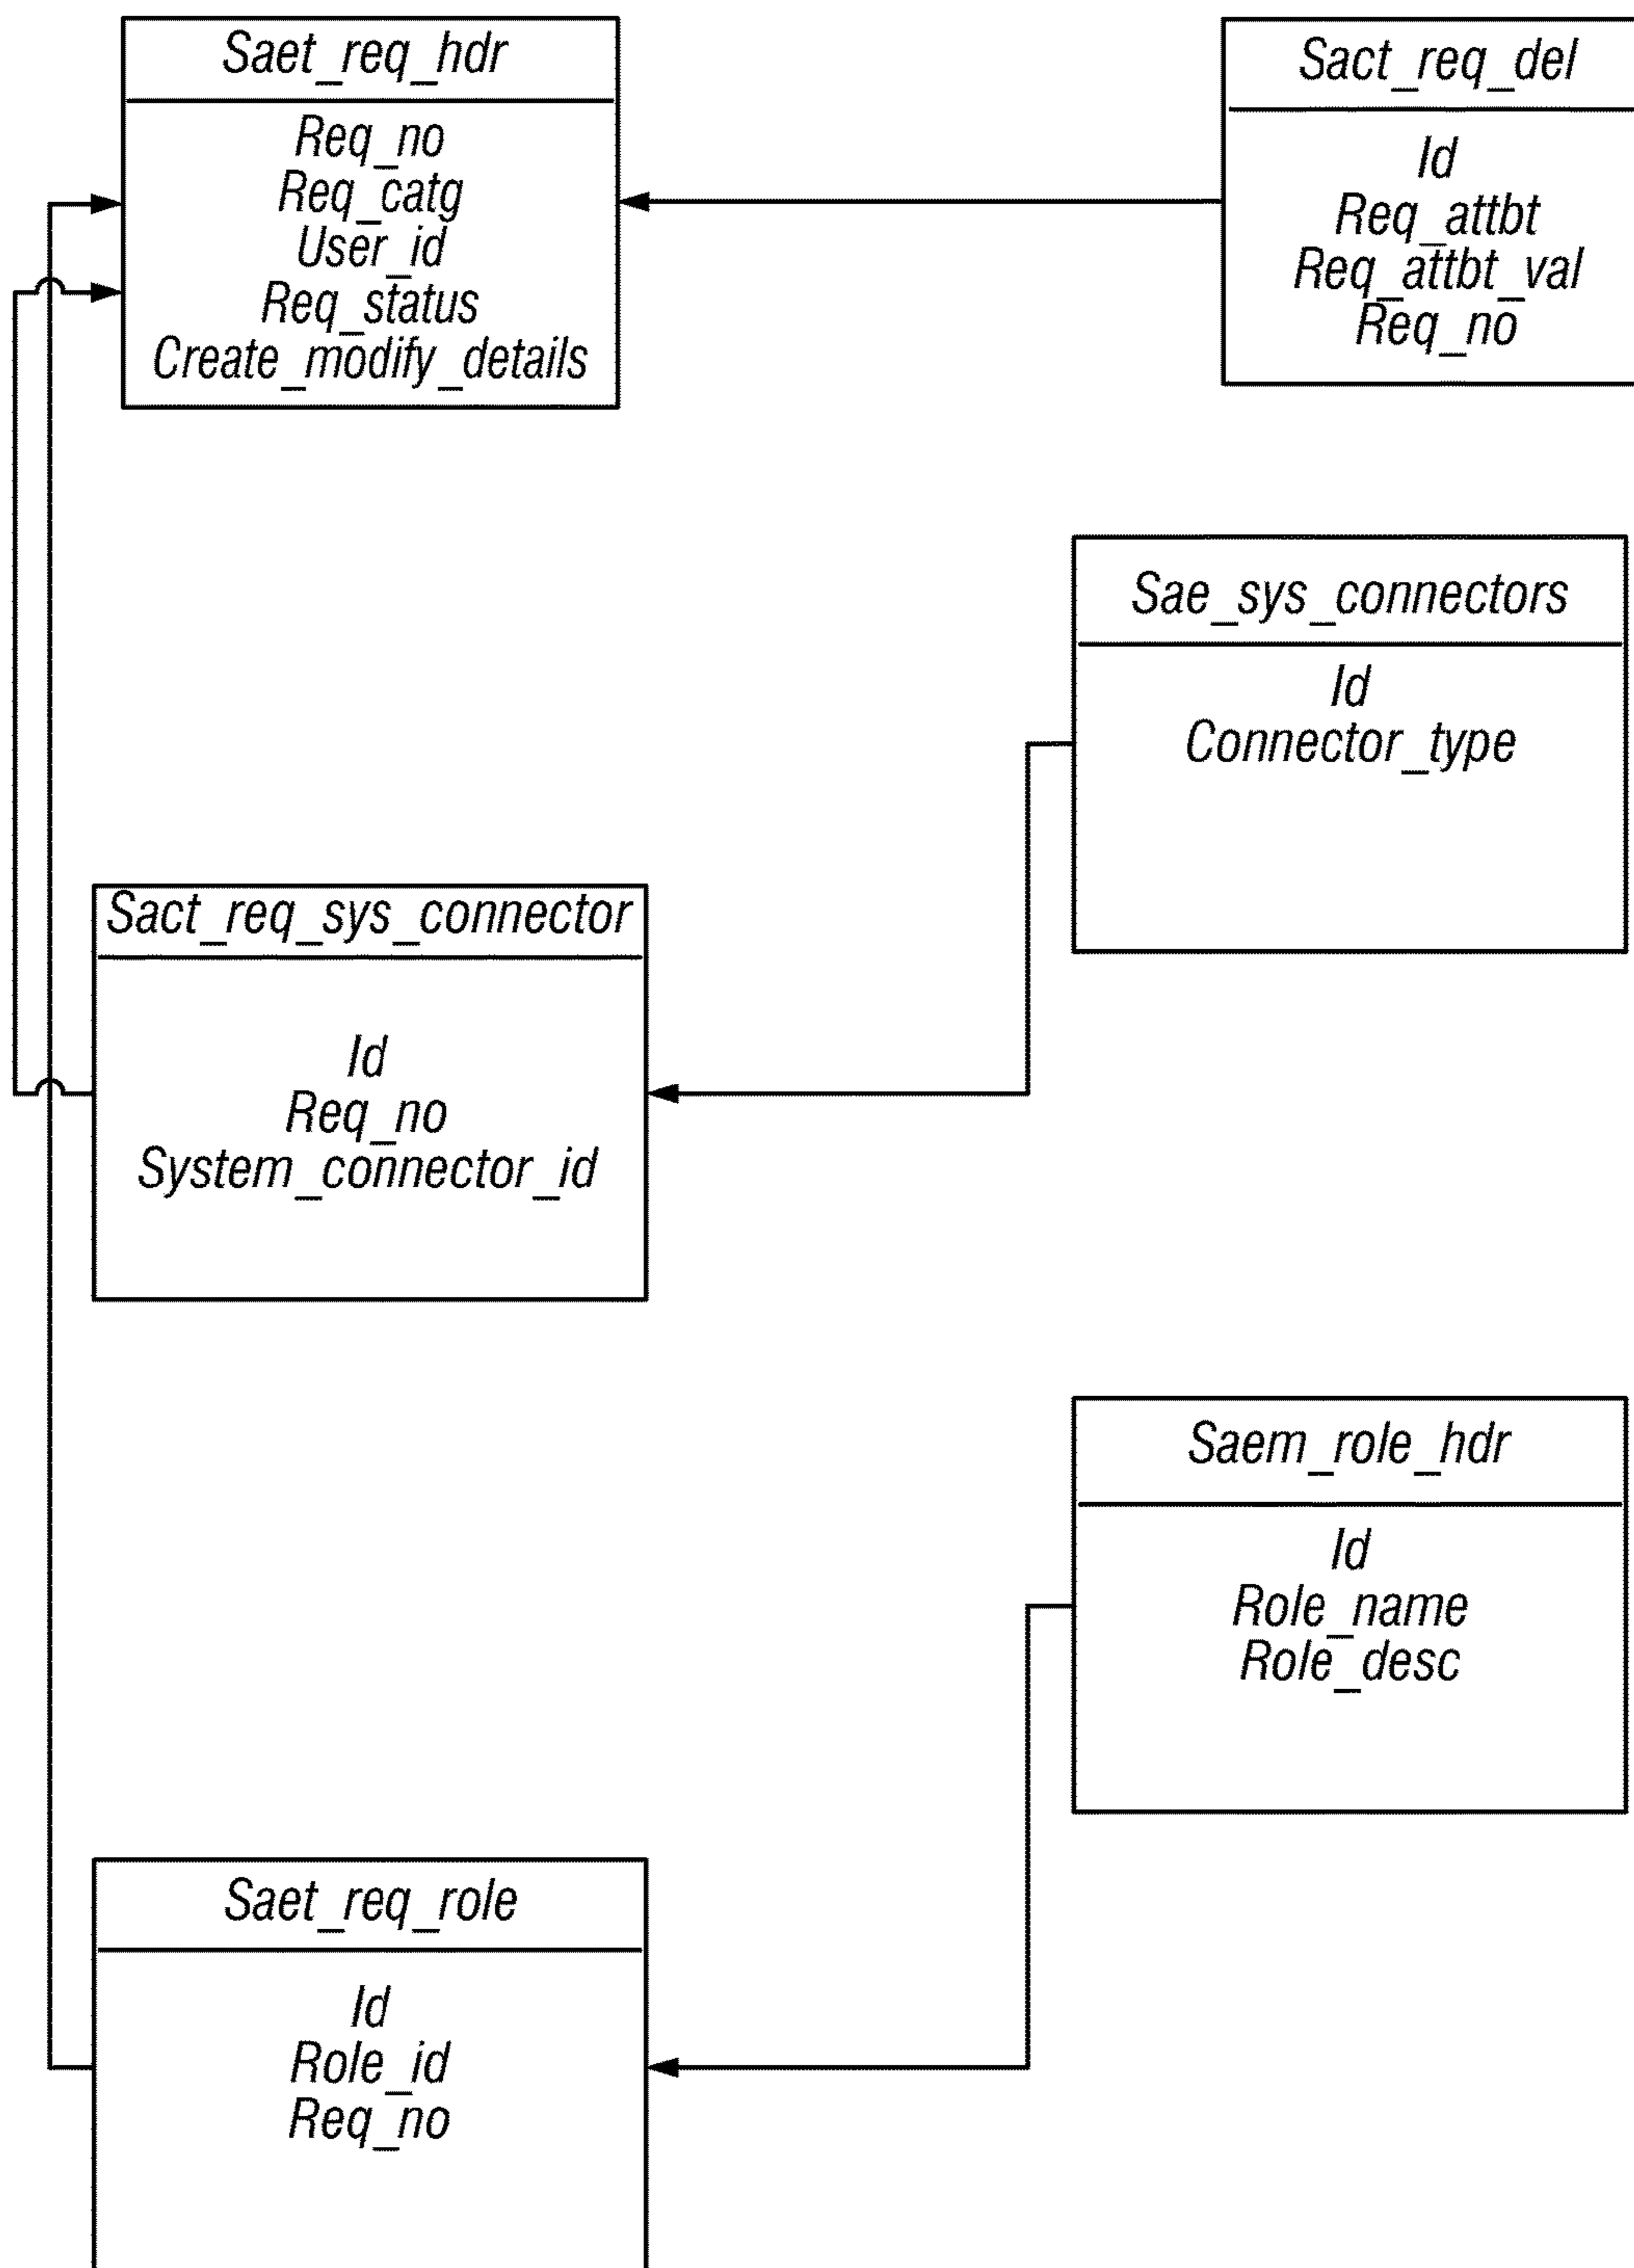 Saet_req_hdr
Req_no
Req_catg
User_id
Req_status
Create_modify_details
Sact_req_del
Id
Req_attbt
Req_attbt_val
Req_no
Sae_sys_connectors
Id
Connector_type
Sact_req_sys_connector
Id
Req_no
System_connector_id
Saem_role_hdr
Id
Role_name
Role_desc
Saet_req_role
Id
Role_id
Req_no